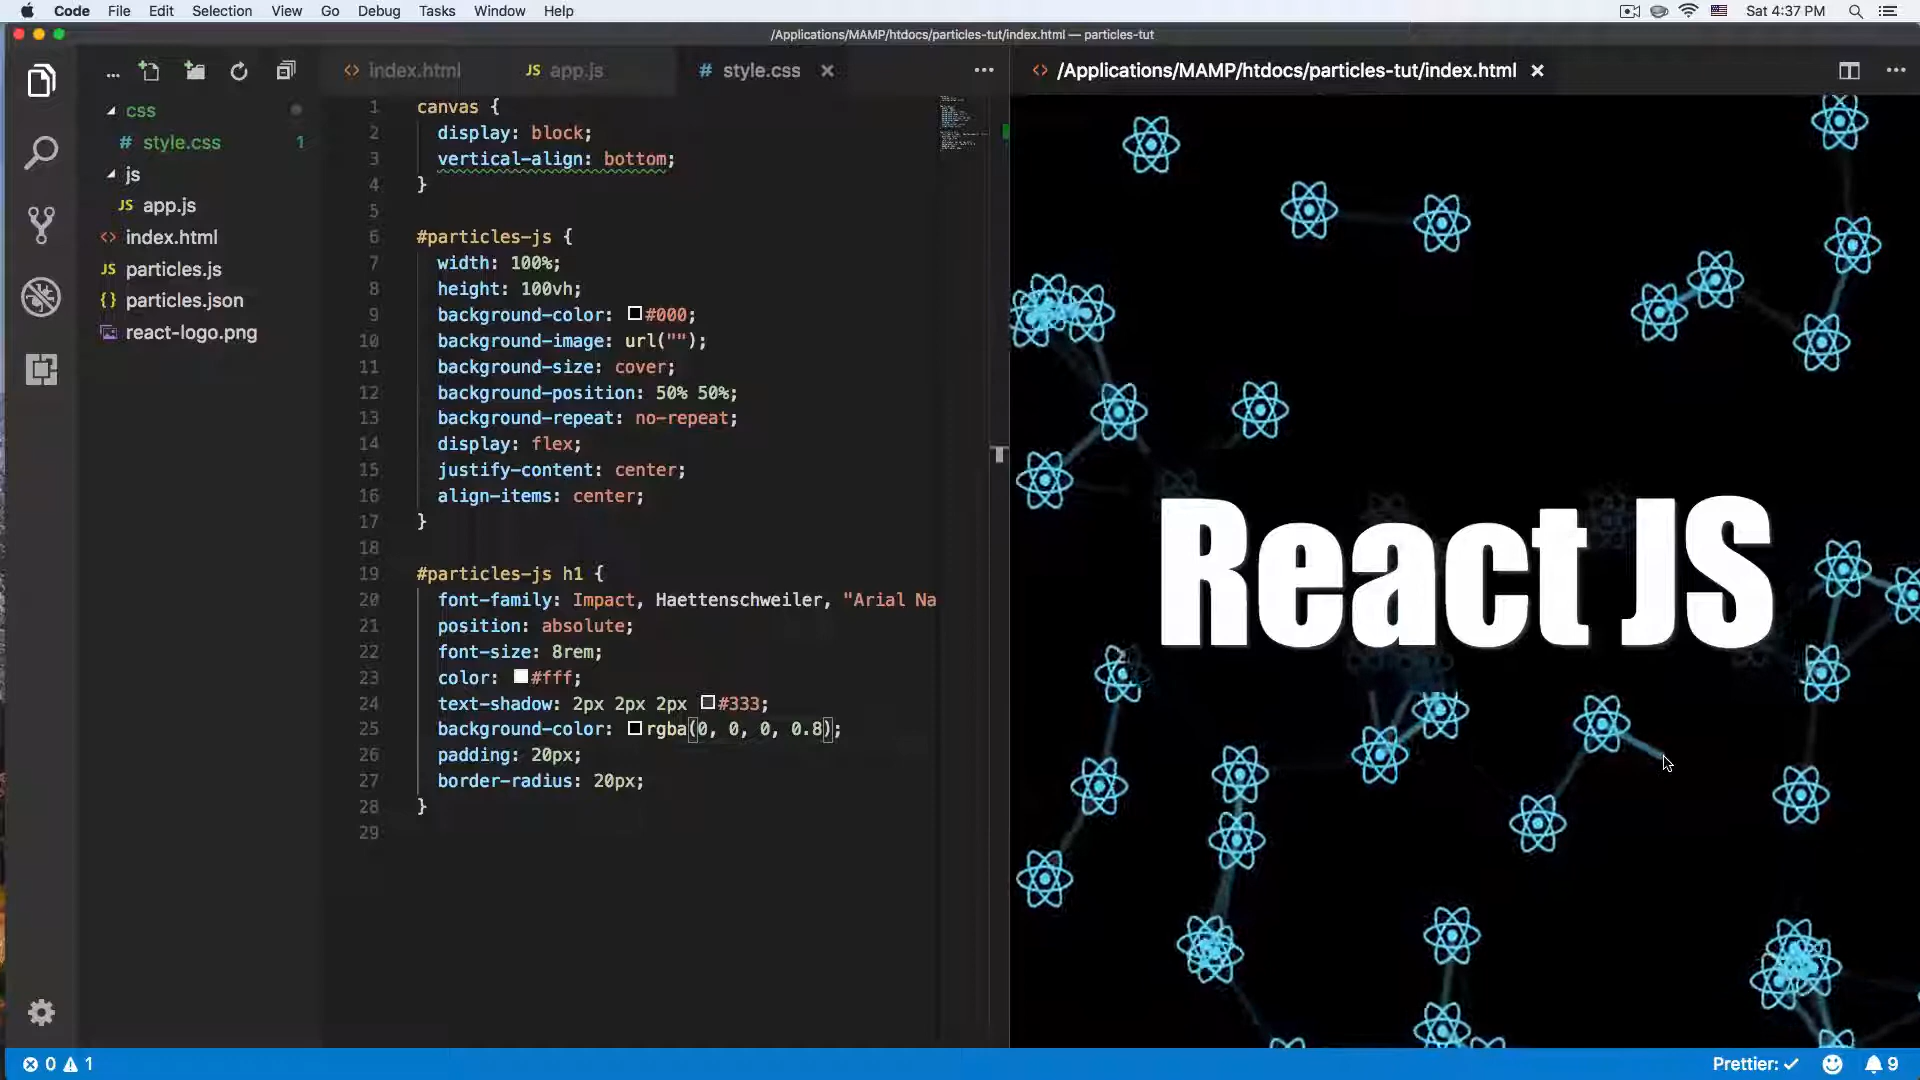 Code File Edit Selection View Go Debug Tasks Window Help Sat 4:37 PM
/Applications/MAMP/htdocs/particles-tut/index.html — particles-tut
index.html
JS app.js
# style.css
/Applications/MAMP/htdocs/particles-tut/index.html
css
# style.css 1
js
JS app.js
<> index.html
JS particles.js
{} particles.json
react-logo.png
1 canvas {
2 display: block;
3 vertical-align: bottom;
4 }
5
6 #particles-js {
7 width: 100%;
8 height: 100vh;
9 background-color: #000;
10 background-image: url("");
11 background-size: cover;
12 background-position: 50% 50%;
13 background-repeat: no-repeat;
14 display: flex;
15 justify-content: center;
16 align-items: center;
17 }
18
19 #particles-js h1 {
20 font-family: Impact, Haettenschweiler, "Arial Na
21 position: absolute;
22 font-size: 8rem;
23 color: #fff;
24 text-shadow: 2px 2px 2px #333;
25 background-color: rgba(0, 0, 0, 0.8);
26 padding: 20px;
27 border-radius: 20px;
28 }
29
React JS
0 1
Prettier: ✓ 9